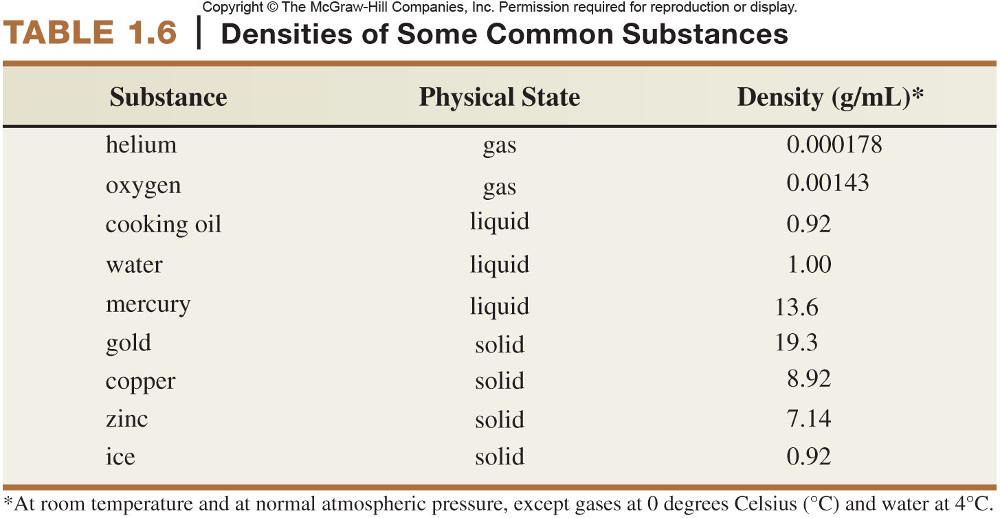 Copyright © The McGraw-Hill Companies, Inc. Permission required for reproduction or display.
TABLE 1.6 | Densities of Some Common Substances
Substance Physical State Density (g/mL)*
helium gas 0.000178
oxygen gas 0.00143
cooking oil liquid 0.92
water liquid 1.00
mercury liquid 13.6
gold solid 19.3
copper solid 8.92
zinc solid 7.14
ice solid 0.92
*At room temperature and at normal atmospheric pressure, except gases at 0 degrees Celsius (°C) and water at 4°C.